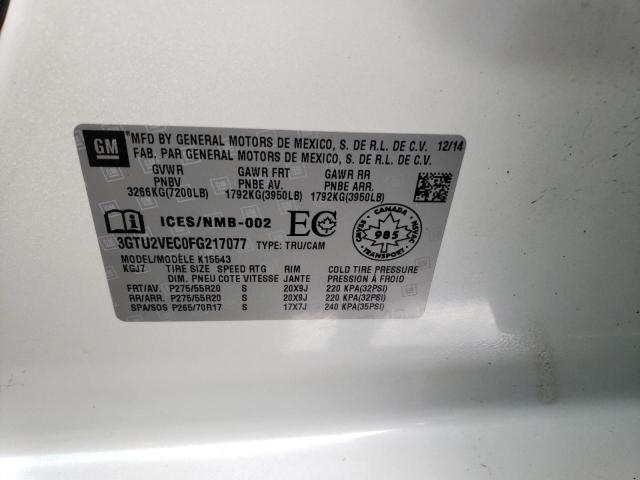 GM
MFD BY GENERAL MOTORS DE MEXICO, S. DE R.L. DE C.V. 12/14
FAB. PAR GENERAL MOTORS DE MEXICO, S. DE R.L. DE C.V.
GVWR GAWR FRT GAWR RR
PNBV PNBE AV. PNBE ARR.
3266KG(7200LB) 1792KG(3950LB) 1792KG(3950LB)
ICES/NMB-002 EC
CMVSS NSVAC
985
TRANSPORT
3GTU2VEC0FG217077 TYPE: TRU/CAM
MODEL/MODÈLE K15543
KGJ7 TIRE SIZE SPEED RTG RIM COLD TIRE PRESSURE
DIM. PNEU COTE VITESSE JANTE PRESSION À FROID
FRT/AV. P275/55R20 S 20X9J 220 KPA(32PSI)
RR/ARR. P275/55R20 S 20X9J 220 KPA(32PSI)
SPA/SOS P265/70R17 S 17X7J 240 KPA(35PSI)